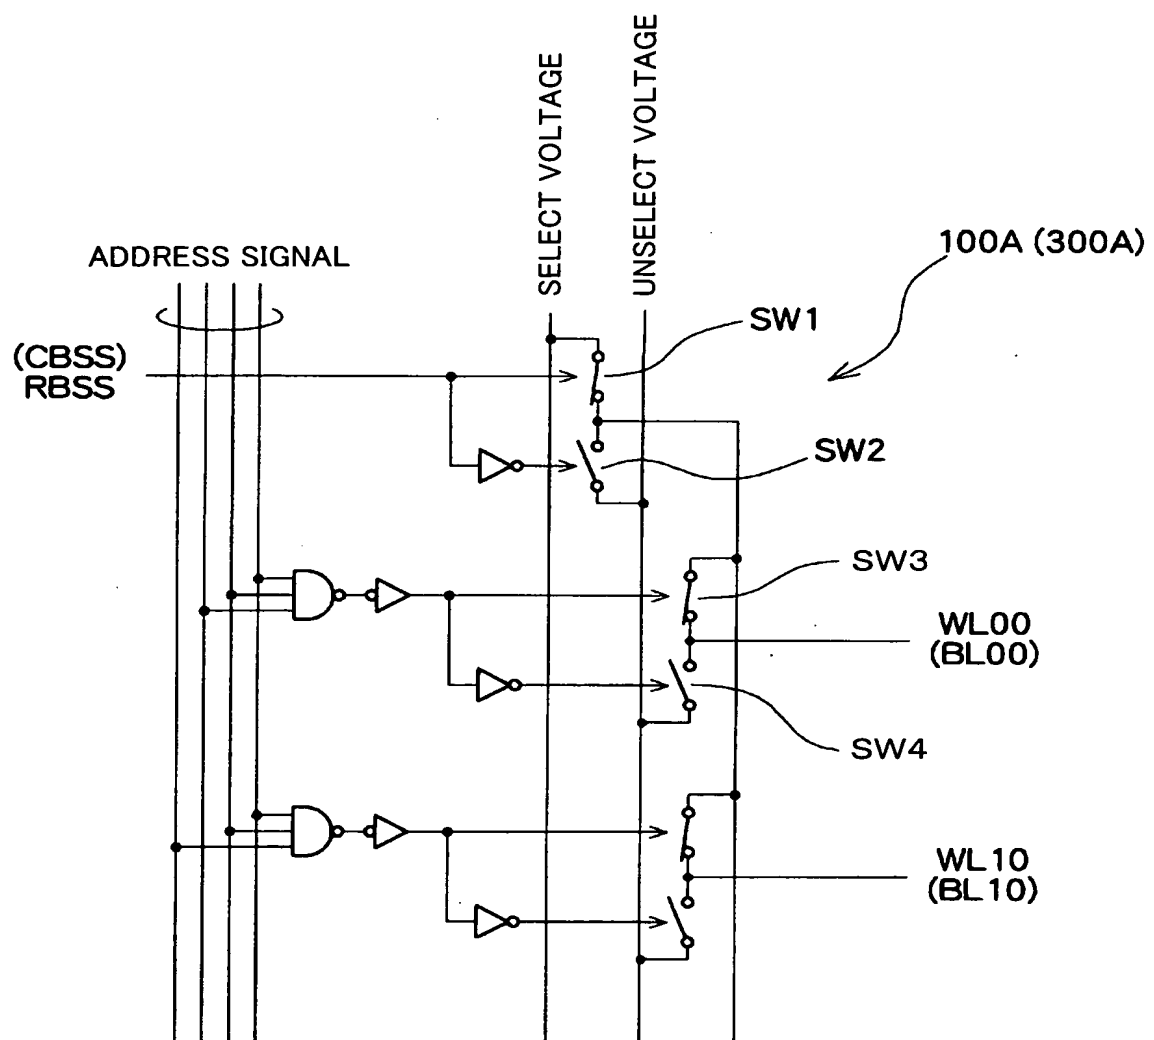 SELECT VOLTAGE
UNSELECT VOLTAGE
ADDRESS SIGNAL
100A (300A)
SW1
(CBSS)
RBSS
SW2
SW3
WL00
(BL00)
SW4
WL10
(BL10)